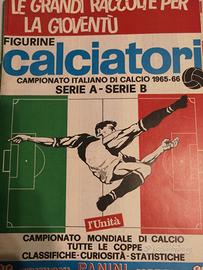 LE GRANDI RACCOLTE PER
LA GIOVENTÙ
FIGURINE
calciatori
CAMPIONATO ITALIANO DI CALCIO 1965-66
SERIE A - SERIE B
l'Unità
CAMPIONATO MONDIALE DI CALCIO
TUTTE LE COPPE
CLASSIFICHE - CURIOSITÀ - STATISTICHE
PANINI